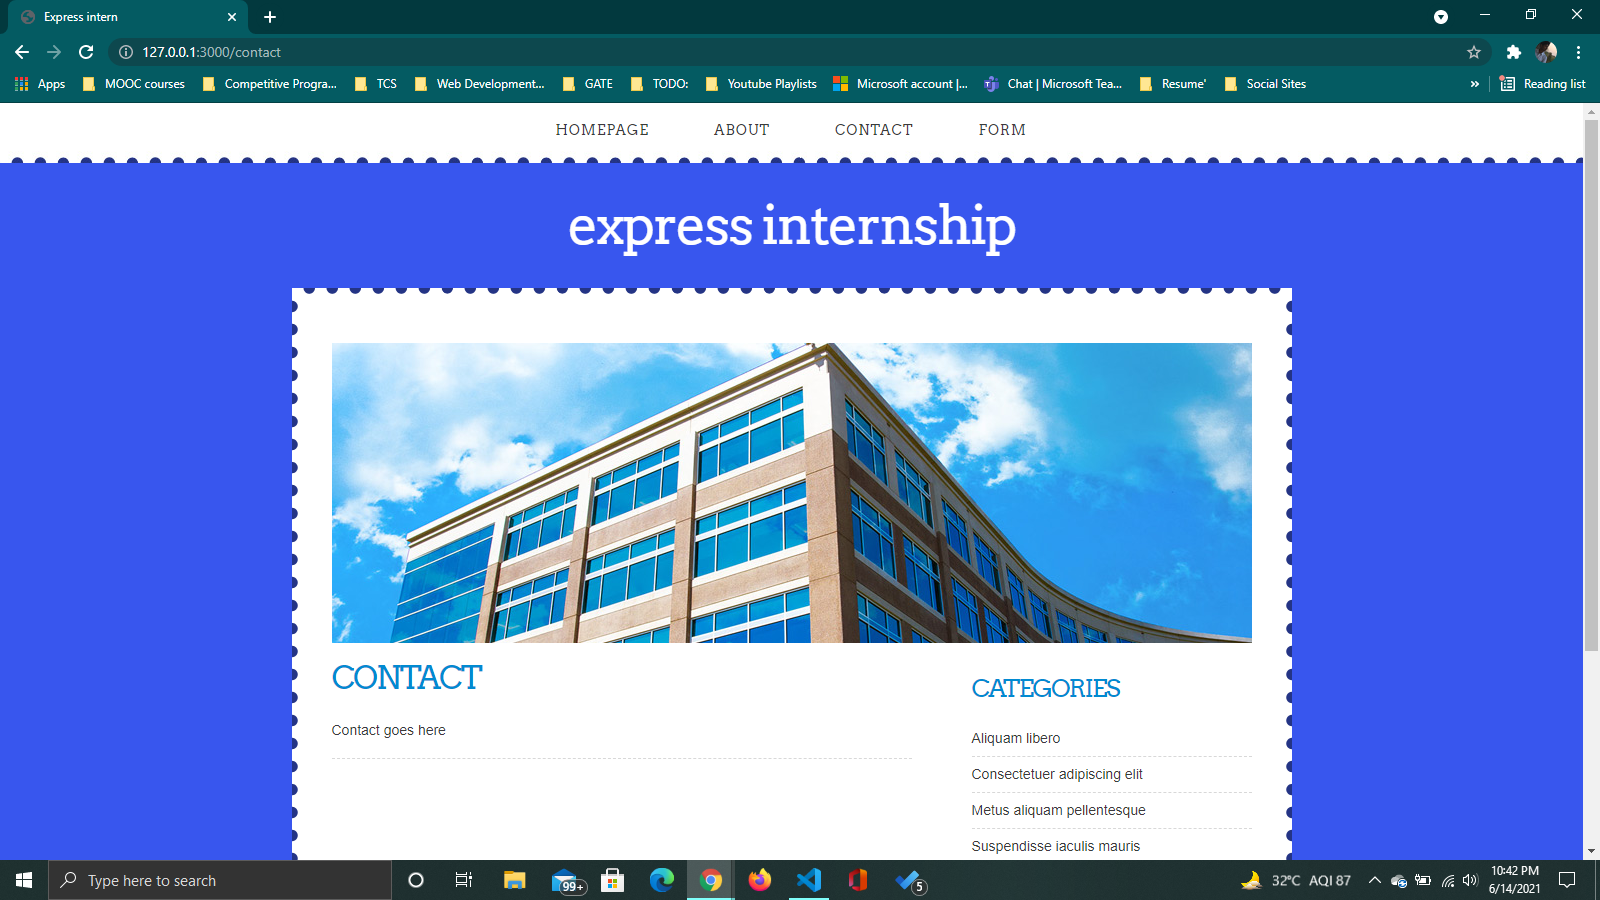 Express intern
127.0.0.1:3000/contact
Apps MOOC courses Competitive Progra... TCS Web Development... GATE TODO: Youtube Playlists Microsoft account |... Chat | Microsoft Tea... Resume' Social Sites » Reading list
HOMEPAGE ABOUT CONTACT FORM
express internship
CONTACT
Contact goes here
CATEGORIES
Aliquam libero
Consectetuer adipiscing elit
Metus aliquam pellentesque
Suspendisse iaculis mauris
Type here to search
99+
5
32°C AQI 87
10:42 PM
6/14/2021